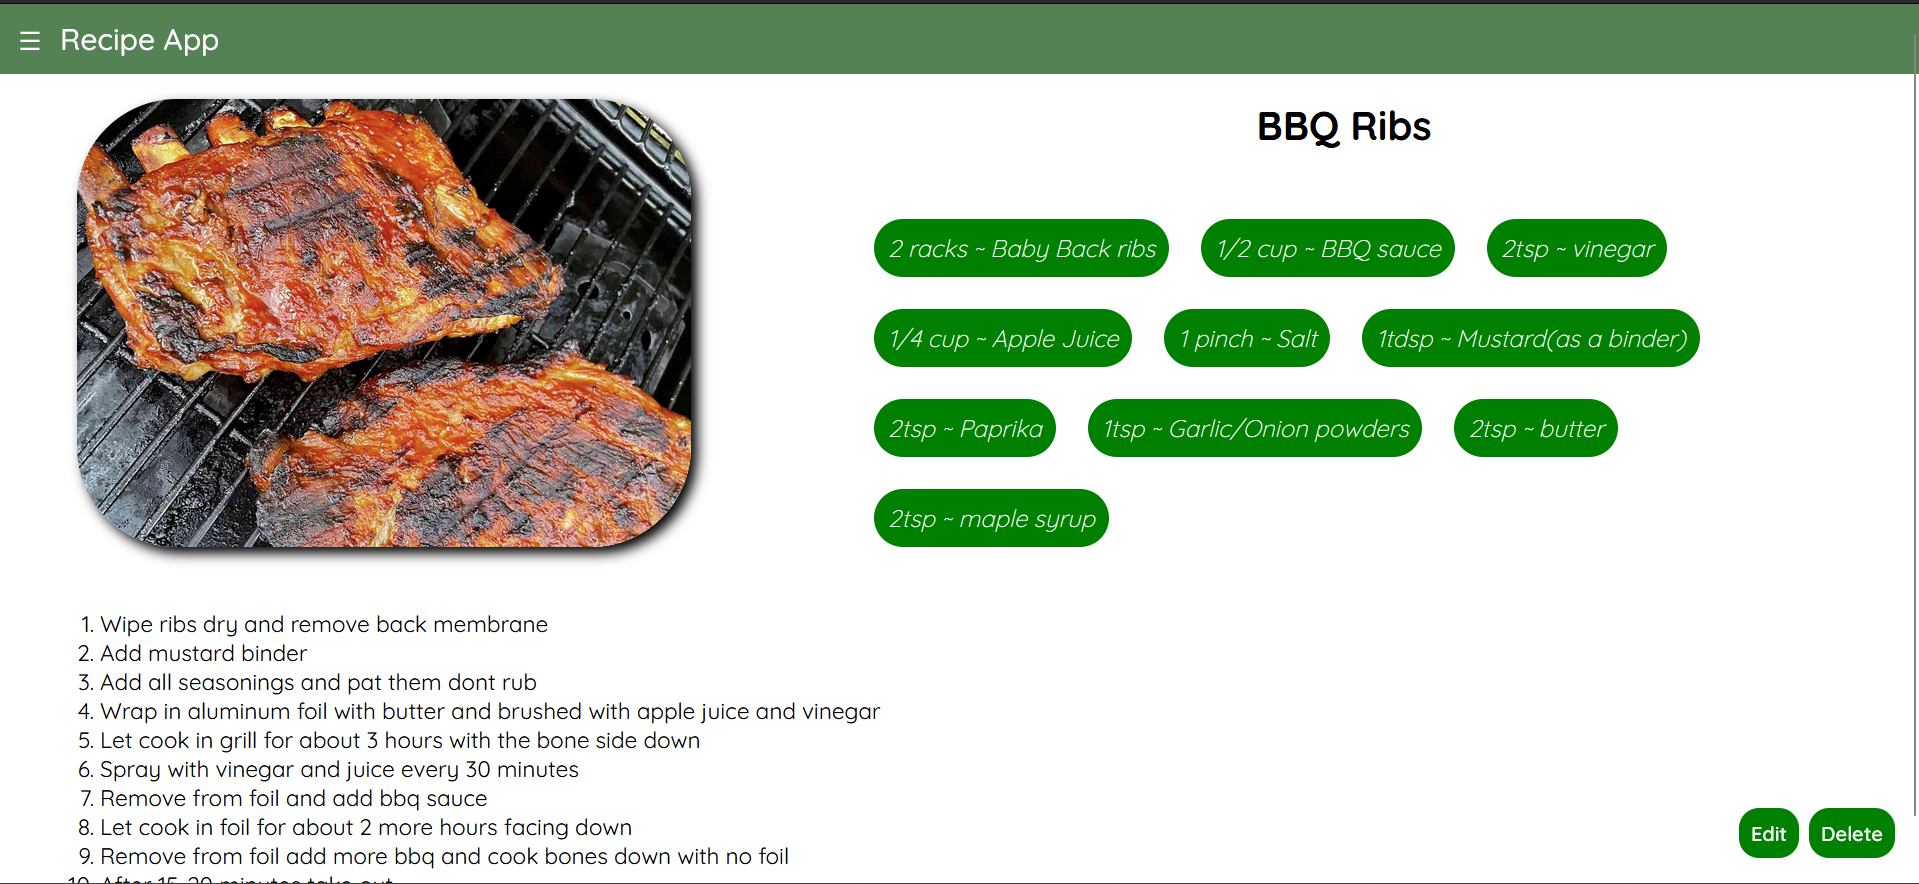 ☰ Recipe App
BBQ Ribs
2 racks ~ Baby Back ribs
1/2 cup ~ BBQ sauce
2tsp ~ vinegar
1/4 cup ~ Apple Juice
1 pinch ~ Salt
1tdsp ~ Mustard(as a binder)
2tsp ~ Paprika
1tsp ~ Garlic/Onion powders
2tsp ~ butter
2tsp ~ maple syrup
1. Wipe ribs dry and remove back membrane
2. Add mustard binder
3. Add all seasonings and pat them dont rub
4. Wrap in aluminum foil with butter and brushed with apple juice and vinegar
5. Let cook in grill for about 3 hours with the bone side down
6. Spray with vinegar and juice every 30 minutes
7. Remove from foil and add bbq sauce
8. Let cook in foil for about 2 more hours facing down
9. Remove from foil add more bbq and cook bones down with no foil
10. After 15-20 minutes take out
Edit
Delete